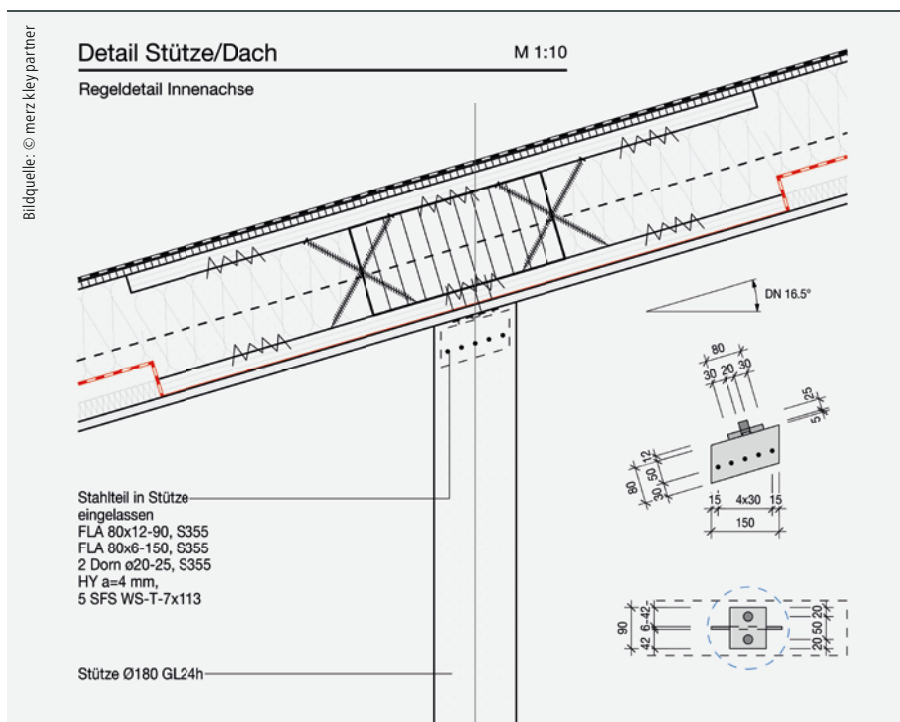 Bildquelle: © merz kley partner
Detail Stütze/Dach
M 1:10
Regeldetail Innenachse
DN 16.5°
80
30 20 30
25
5
12
50
30
80
15 4x30 15
150
Stahlteil in Stütze
eingelassen
FLA 80x12-90, S355
FLA 80x6-150, S355
2 Dorn ø20-25, S355
HY a=4 mm,
5 SFS WS-T-7x113
90
42 6 42
20 50 20
Stütze Ø180 GL24h